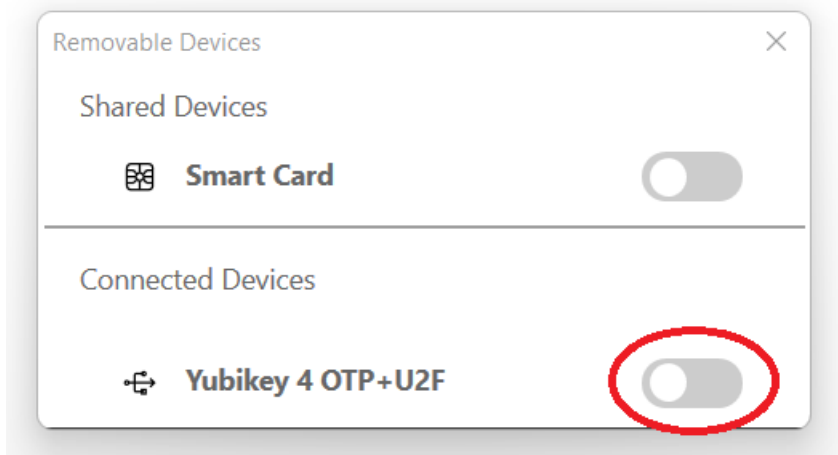 Removable Devices
Shared Devices
Smart Card
Connected Devices
Yubikey 4 OTP+U2F